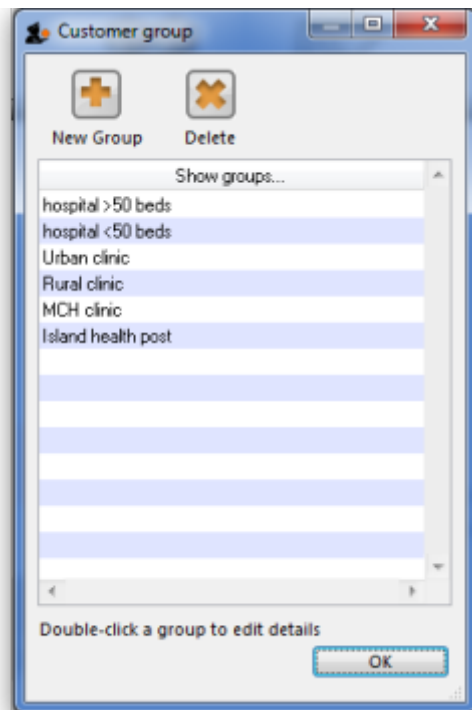 Customer group
New Group Delete
Show groups...
hospital >50 beds
hospital <50 beds
Urban clinic
Rural clinic
MCH clinic
Island health post
Double-click a group to edit details
OK